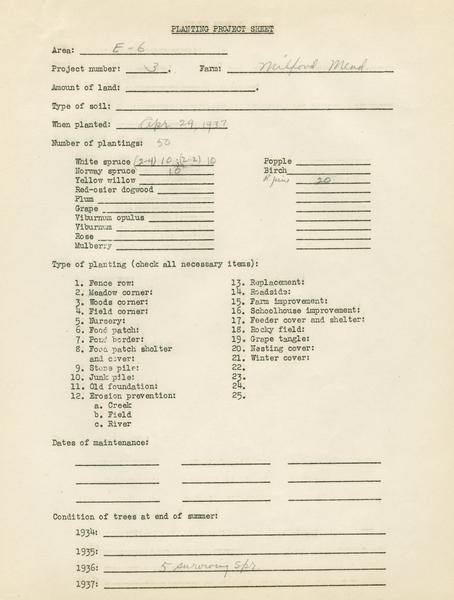 PLANTING PROJECT SHEET
Area: E-6
Project number: 3. Farm: Milford Mead.
Amount of land: .
Type of soil:
When planted: Apr 29, 1937
Number of plantings: 50
White spruce (2-4) 10; (2-2) 10 Popple
Norway spruce 10 Birch
Yellow willow N pine 20
Red-osier dogwood
Plum
Grape
Viburnum opulus
Viburnum
Rose
Mulberry
Type of planting (check all necessary items):
1. Fence row: 13. Replacement:
2. Meadow corner: 14. Roadside:
3. Woods corner: 15. Farm improvement:
4. Field corner: 16. Schoolhouse improvement:
5. Nursery: 17. Feeder cover and shelter:
6. Food patch: 18. Rocky field:
7. Pond border: 19. Grape tangle:
8. Food patch shelter 20. Nesting cover:
and cover: 21. Winter cover:
9. Stone pile: 22.
10. Junk pile: 23.
11. Old foundation: 24.
12. Erosion prevention: 25.
a. Creek
b. Field
c. River
Dates of maintenance:
Condition of trees at end of summer:
1934:
1935:
1936: 5 surviving Spr
1937: